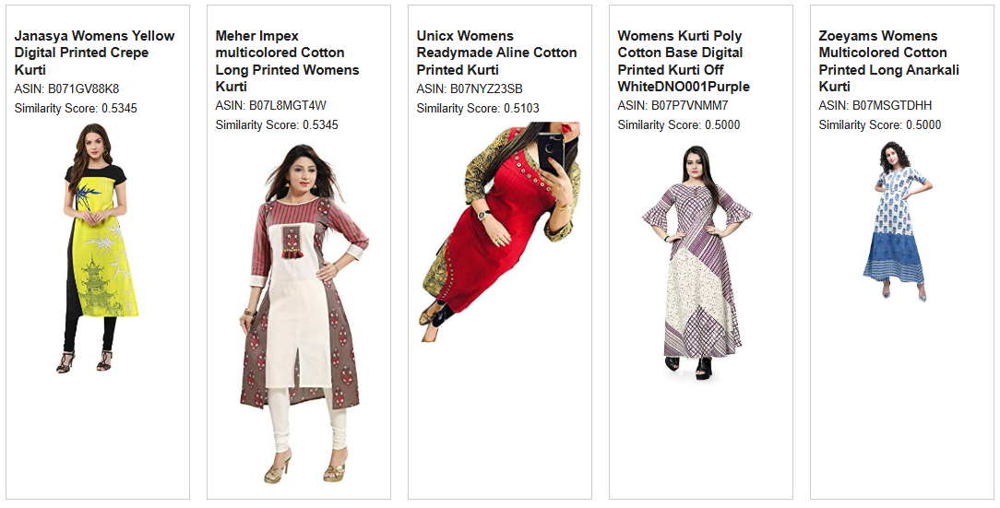 Janasya Womens Yellow
Digital Printed Crepe
Kurti
ASIN: B071GV88K8
Similarity Score: 0.5345
Meher Impex
multicolored Cotton
Long Printed Womens
Kurti
ASIN: B07L8MGT4W
Similarity Score: 0.5345
Unicx Womens
Readymade Aline Cotton
Printed Kurti
ASIN: B07NYZ23SB
Similarity Score: 0.5103
Womens Kurti Poly
Cotton Base Digital
Printed Kurti Off
WhiteDNO001Purple
ASIN: B07P7VNMM7
Similarity Score: 0.5000
Zoeyams Womens
Multicolored Cotton
Printed Long Anarkali
Kurti
ASIN: B07MSGTDHH
Similarity Score: 0.5000